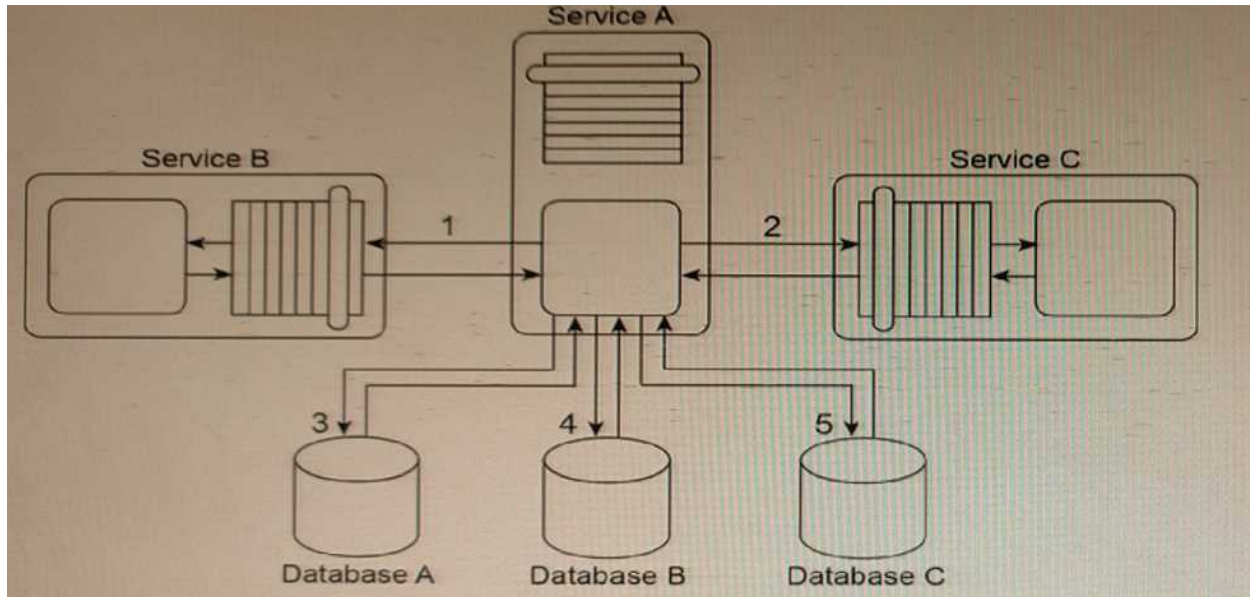 Service A
Service B
Service C
1
2
3
4
5
Database A
Database B
Database C